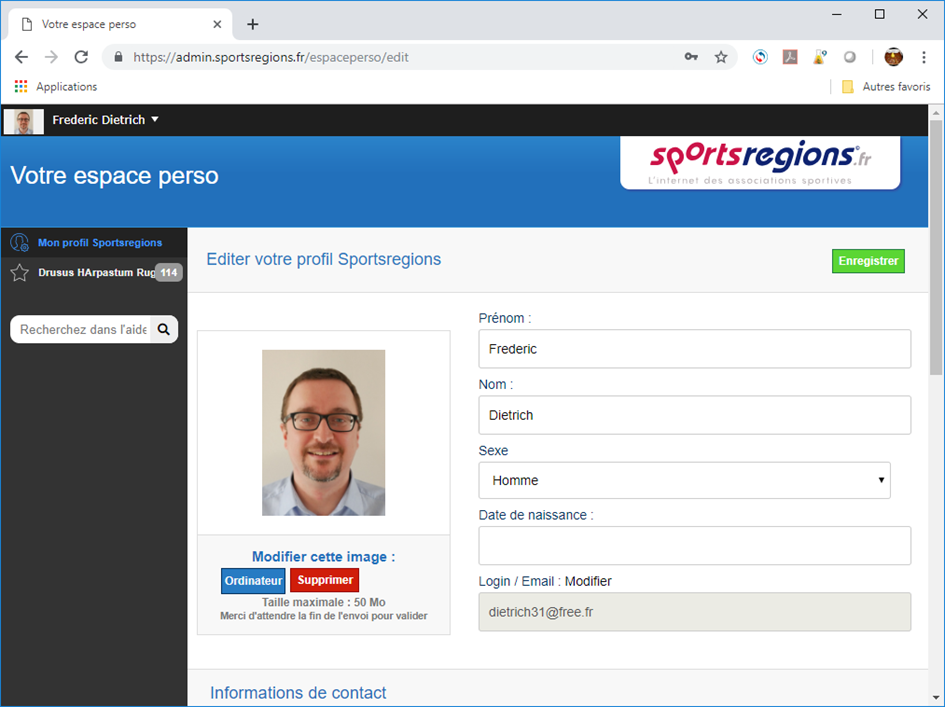 Votre espace perso
https://admin.sportsregions.fr/espaceperso/edit
Applications
Autres favoris
Frederic Dietrich
Votre espace perso
sportsregions.fr
L'internet des associations sportives
Mon profil Sportsregions
Drusus HArpastum Rug 114
Recherchez dans l'aide
Editer votre profil Sportsregions
Enregistrer
Prénom :
Frederic
Nom :
Dietrich
Sexe
Homme
Date de naissance :
Login / Email : Modifier
dietrich31@free.fr
Modifier cette image :
Ordinateur Supprimer
Taille maximale : 50 Mo
Merci d'attendre la fin de l'envoi pour valider
Informations de contact